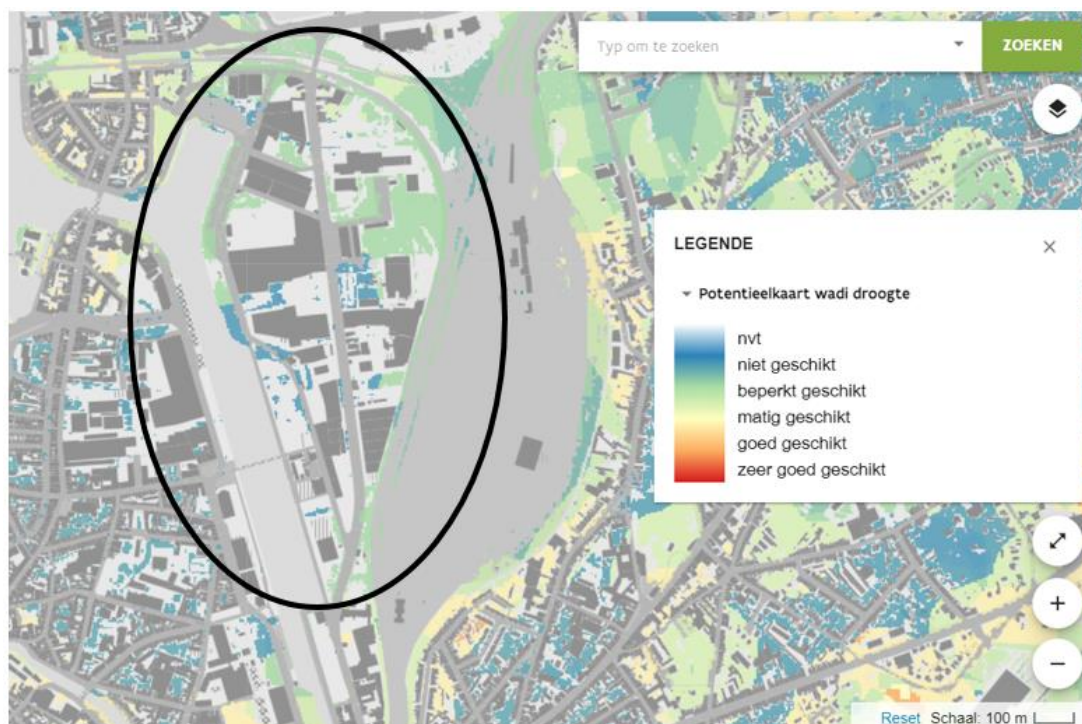 Typ om te zoeken
ZOEKEN
LEGENDE
Potentieelkaart wadi droogte
nvt
niet geschikt
beperkt geschikt
matig geschikt
goed geschikt
zeer goed geschikt
Reset Schaal: 100 m